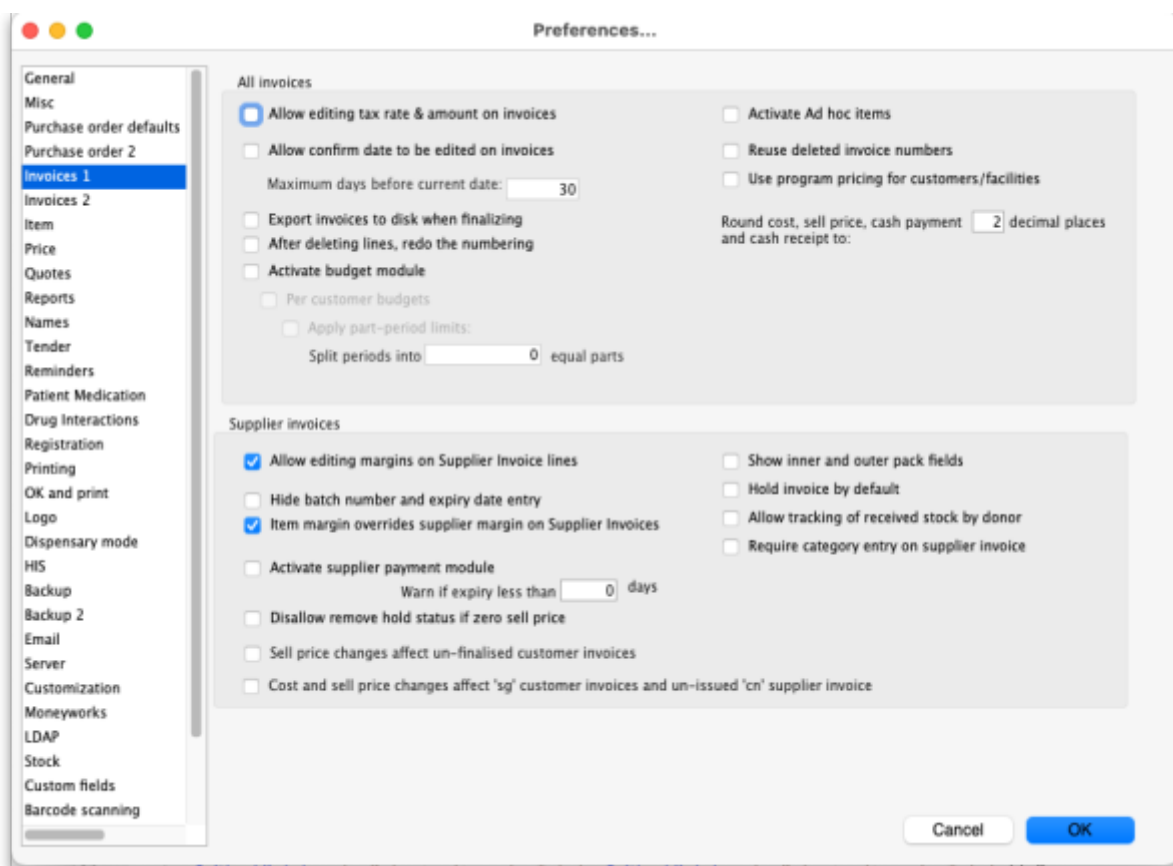 Preferences...
General
Misc
Purchase order defaults
Purchase order 2
Invoices 1
Invoices 2
Item
Price
Quotes
Reports
Names
Tender
Reminders
Patient Medication
Drug Interactions
Registration
Printing
OK and print
Logo
Dispensary mode
HIS
Backup
Backup 2
Email
Server
Customization
Moneyworks
LDAP
Stock
Custom fields
Barcode scanning
All invoices
Allow editing tax rate & amount on invoices
Allow confirm date to be edited on invoices
Maximum days before current date: 30
Export invoices to disk when finalizing
After deleting lines, redo the numbering
Activate budget module
Per customer budgets
Apply part-period limits:
Split periods into 0 equal parts
Activate Ad hoc items
Reuse deleted invoice numbers
Use program pricing for customers/facilities
Round cost, sell price, cash payment 2 decimal places
and cash receipt to:
Supplier invoices
Allow editing margins on Supplier Invoice lines
Hide batch number and expiry date entry
Item margin overrides supplier margin on Supplier Invoices
Activate supplier payment module
Warn if expiry less than 0 days
Disallow remove hold status if zero sell price
Sell price changes affect un-finalised customer invoices
Cost and sell price changes affect 'sg' customer invoices and un-issued 'cn' supplier invoice
Show inner and outer pack fields
Hold invoice by default
Allow tracking of received stock by donor
Require category entry on supplier invoice
Cancel
OK